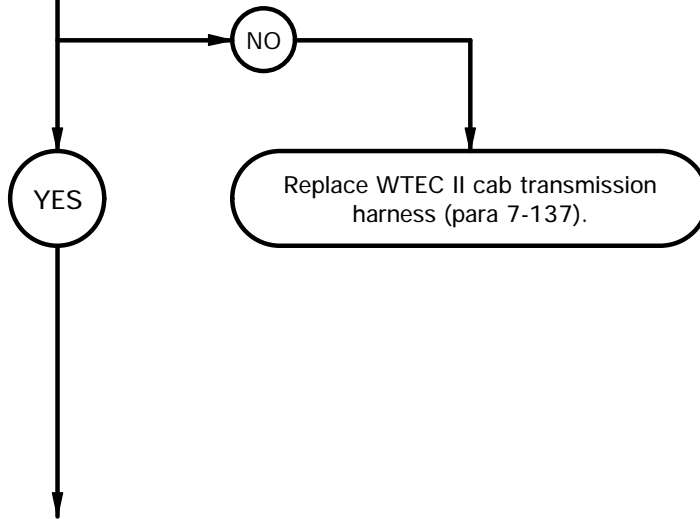 NO
YES
Replace WTEC II cab transmission
harness (para 7-137).